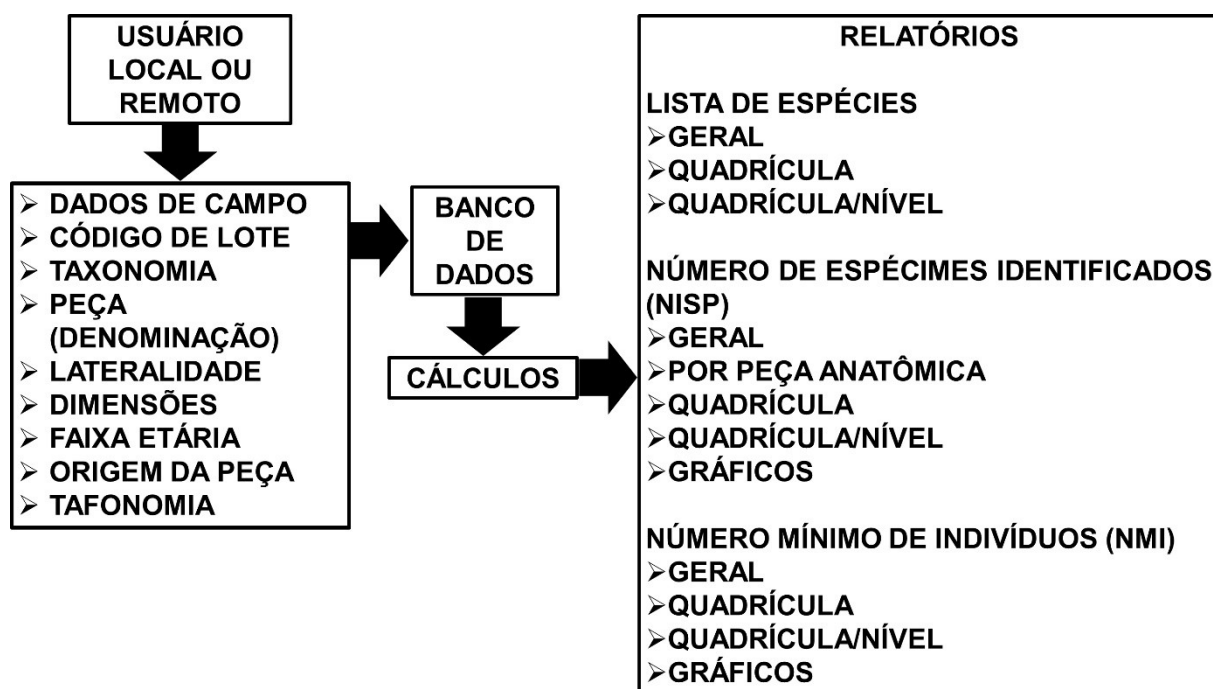 USUÁRIO
LOCAL OU
REMOTO
➢ DADOS DE CAMPO
➢ CÓDIGO DE LOTE
➢ TAXONOMIA
➢ PEÇA
(DENOMINAÇÃO)
➢ LATERALIDADE
➢ DIMENSÕES
➢ FAIXA ETÁRIA
➢ ORIGEM DA PEÇA
➢ TAFONOMIA
BANCO
DE
DADOS
CÁLCULOS
RELATÓRIOS
LISTA DE ESPÉCIES
➢GERAL
➢QUADRÍCULA
➢QUADRÍCULA/NÍVEL
NÚMERO DE ESPÉCIMES IDENTIFICADOS
(NISP)
➢GERAL
➢POR PEÇA ANATÔMICA
➢QUADRÍCULA
➢QUADRÍCULA/NÍVEL
➢GRÁFICOS
NÚMERO MÍNIMO DE INDIVÍDUOS (NMI)
➢GERAL
➢QUADRÍCULA
➢QUADRÍCULA/NÍVEL
➢GRÁFICOS